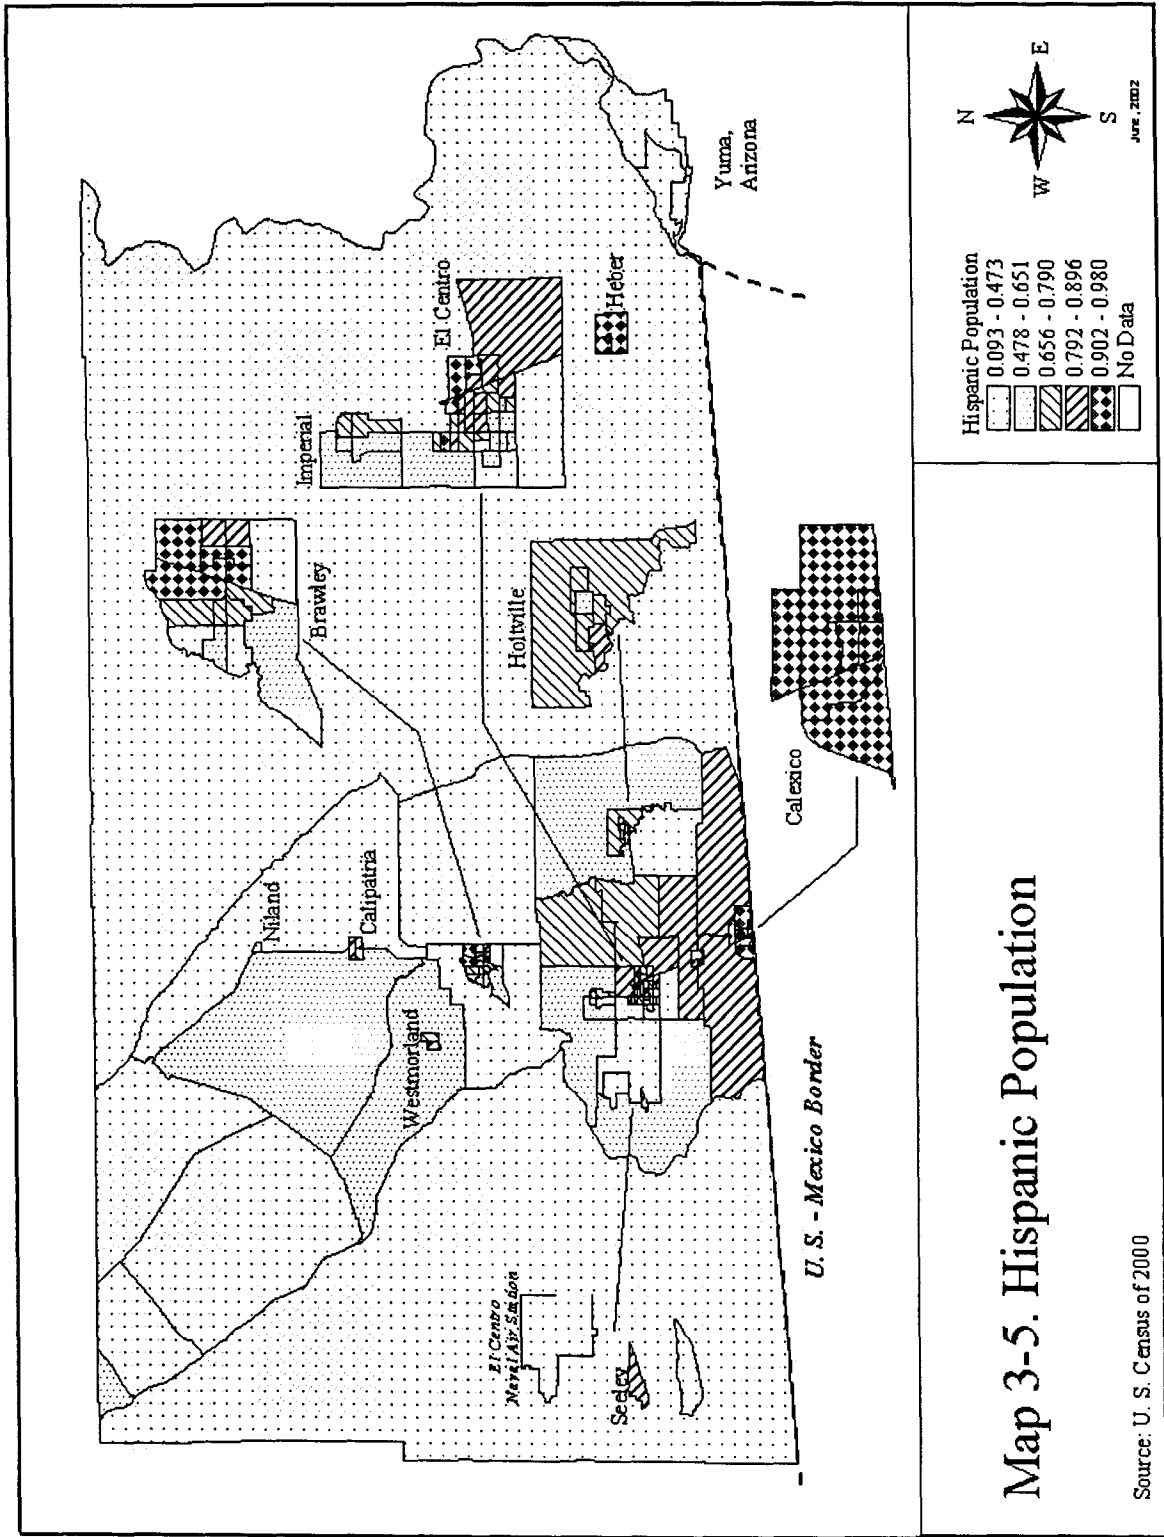 Brawley
Imperial
El Centro
Heber
Yuma,
Arizona
Holtville
Calexico
Niland
Calipatria
Westmorland
El Centro
Naval Air Station
Seeley
U. S. - Mexico Border
Map 3-5. Hispanic Population
Source: U. S. Census of 2000
Hispanic Population
0.093 - 0.473
0.478 - 0.651
0.656 - 0.790
0.792 - 0.896
0.902 - 0.980
No Data
N
W
E
S
June, 2002